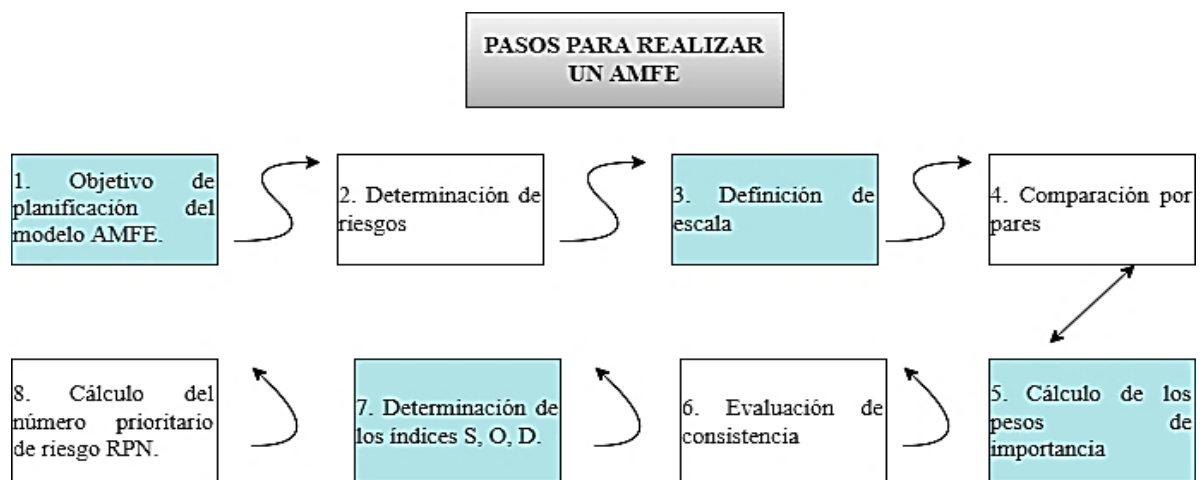 PASOS PARA REALIZAR
UN AMFE
1. Objetivo de
planificación del
modelo AMFE.
2. Determinación de
riesgos
3. Definición de
escala
4. Comparación por
pares
5. Cálculo de los
pesos de
importancia
6. Evaluación de
consistencia
7. Determinación de
los índices S, O, D.
8. Cálculo del
número prioritario
de riesgo RPN.